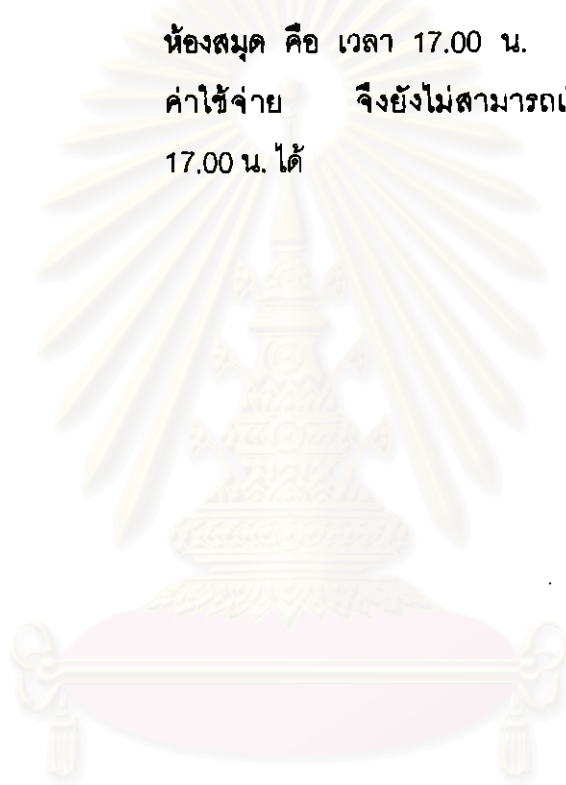 ห้องสมุด คือ เวลา 17.00 น.
ค่าใช้จ่าย จึงยังไม่สามารถ
17.00 น. ได้